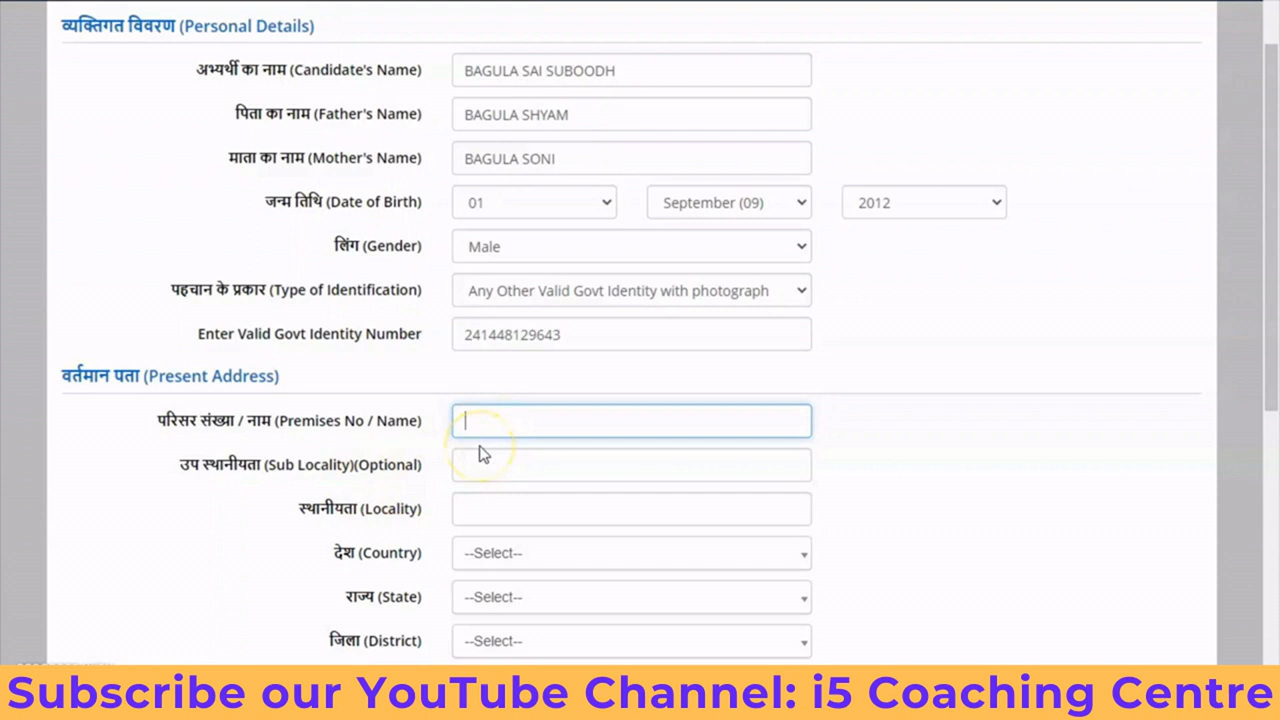 व्यक्तिगत विवरण (Personal Details)
अभ्यर्थी का नाम (Candidate's Name) BAGULA SAI SUBOODH
पिता का नाम (Father's Name) BAGULA SHYAM
माता का नाम (Mother's Name) BAGULA SONI
जन्म तिथि (Date of Birth) 01 September (09) 2012
लिंग (Gender) Male
पहचान के प्रकार (Type of Identification) Any Other Valid Govt Identity with photograph
Enter Valid Govt Identity Number 241448129643
वर्तमान पता (Present Address)
परिसर संख्या / नाम (Premises No / Name)
उप स्थानीयता (Sub Locality)(Optional)
स्थानीयता (Locality)
देश (Country) --Select--
राज्य (State) --Select--
जिला (District) --Select--
Subscribe our YouTube Channel: i5 Coaching Centre